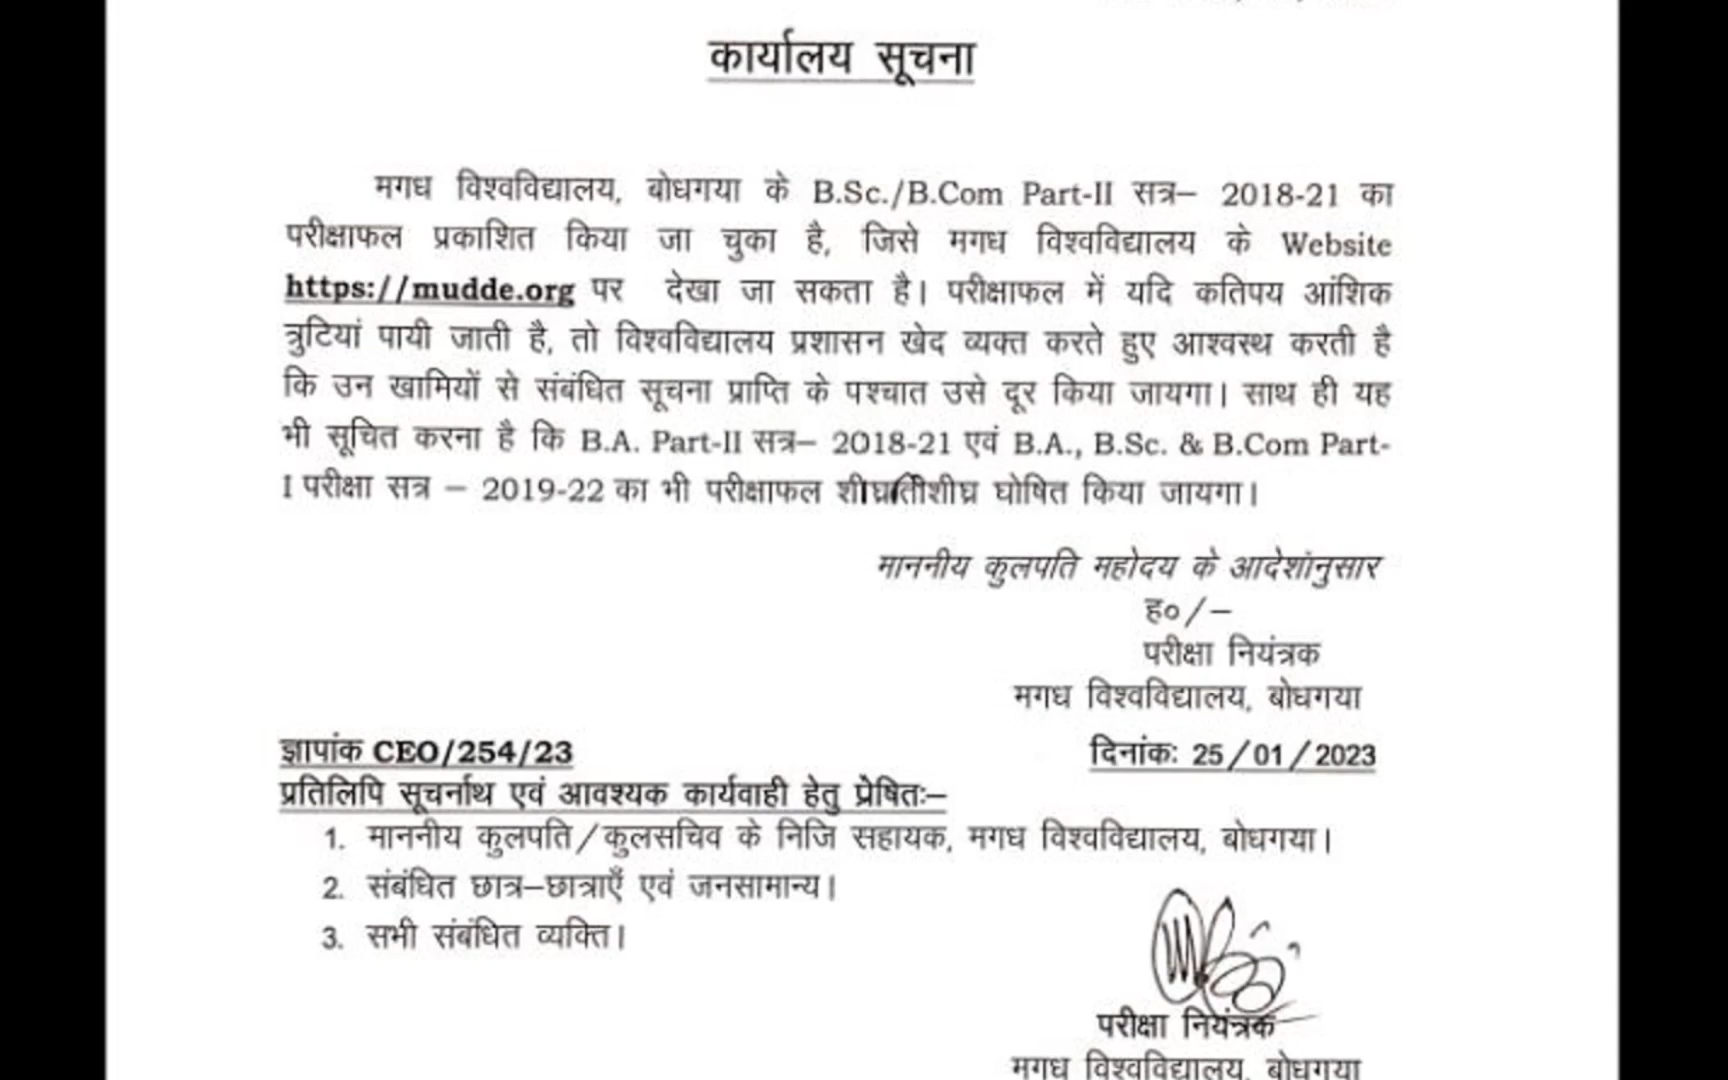 कार्यालय सूचना
मगध विश्वविद्यालय, बोधगया के B.Sc./B.Com Part-II सत्र– 2018-21 का
परीक्षाफल प्रकाशित किया जा चुका है, जिसे मगध विश्वविद्यालय के Website
https://mudde.org पर देखा जा सकता है। परीक्षाफल में यदि कतिपय आंशिक
त्रुटियां पायी जाती है, तो विश्वविद्यालय प्रशासन खेद व्यक्त करते हुए आश्वस्थ करती है
कि उन खामियों से संबंधित सूचना प्राप्ति के पश्चात उसे दूर किया जायगा। साथ ही यह
भी सूचित करना है कि B.A. Part-II सत्र– 2018-21 एवं B.A., B.Sc. & B.Com Part-
I परीक्षा सत्र – 2019-22 का भी परीक्षाफल शीघ्रतीशीघ्र घोषित किया जायगा।
माननीय कुलपति महोदय के आदेशांनुसार
ह०/–
परीक्षा नियंत्रक
मगध विश्वविद्यालय, बोधगया
ज्ञापांक CEO/254/23 दिनांकः 25/01/2023
प्रतिलिपि सूचर्नाथ एवं आवश्यक कार्यवाही हेतु प्रेषितः–
1. माननीय कुलपति/कुलसचिव के निजि सहायक, मगध विश्वविद्यालय, बोधगया।
2. संबंधित छात्र–छात्राएँ एवं जनसामान्य।
3. सभी संबंधित व्यक्ति।
परीक्षा नियंत्रक
मगध विश्वविद्यालय, बोधगया